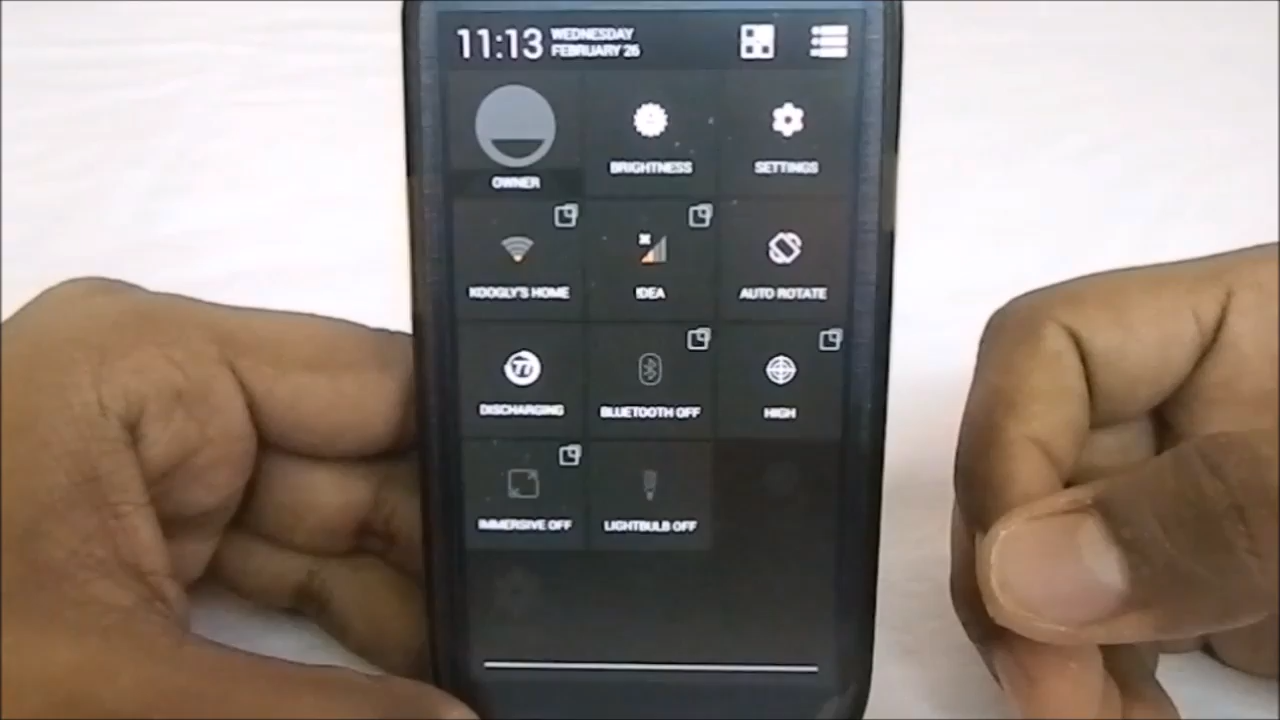 11:13
WEDNESDAY
FEBRUARY 26
OWNER
BRIGHTNESS
SETTINGS
KOOGLY'S HOME
IDEA
AUTO ROTATE
DISCHARGING
BLUETOOTH OFF
HIGH
IMMERSIVE OFF
LIGHTBULB OFF